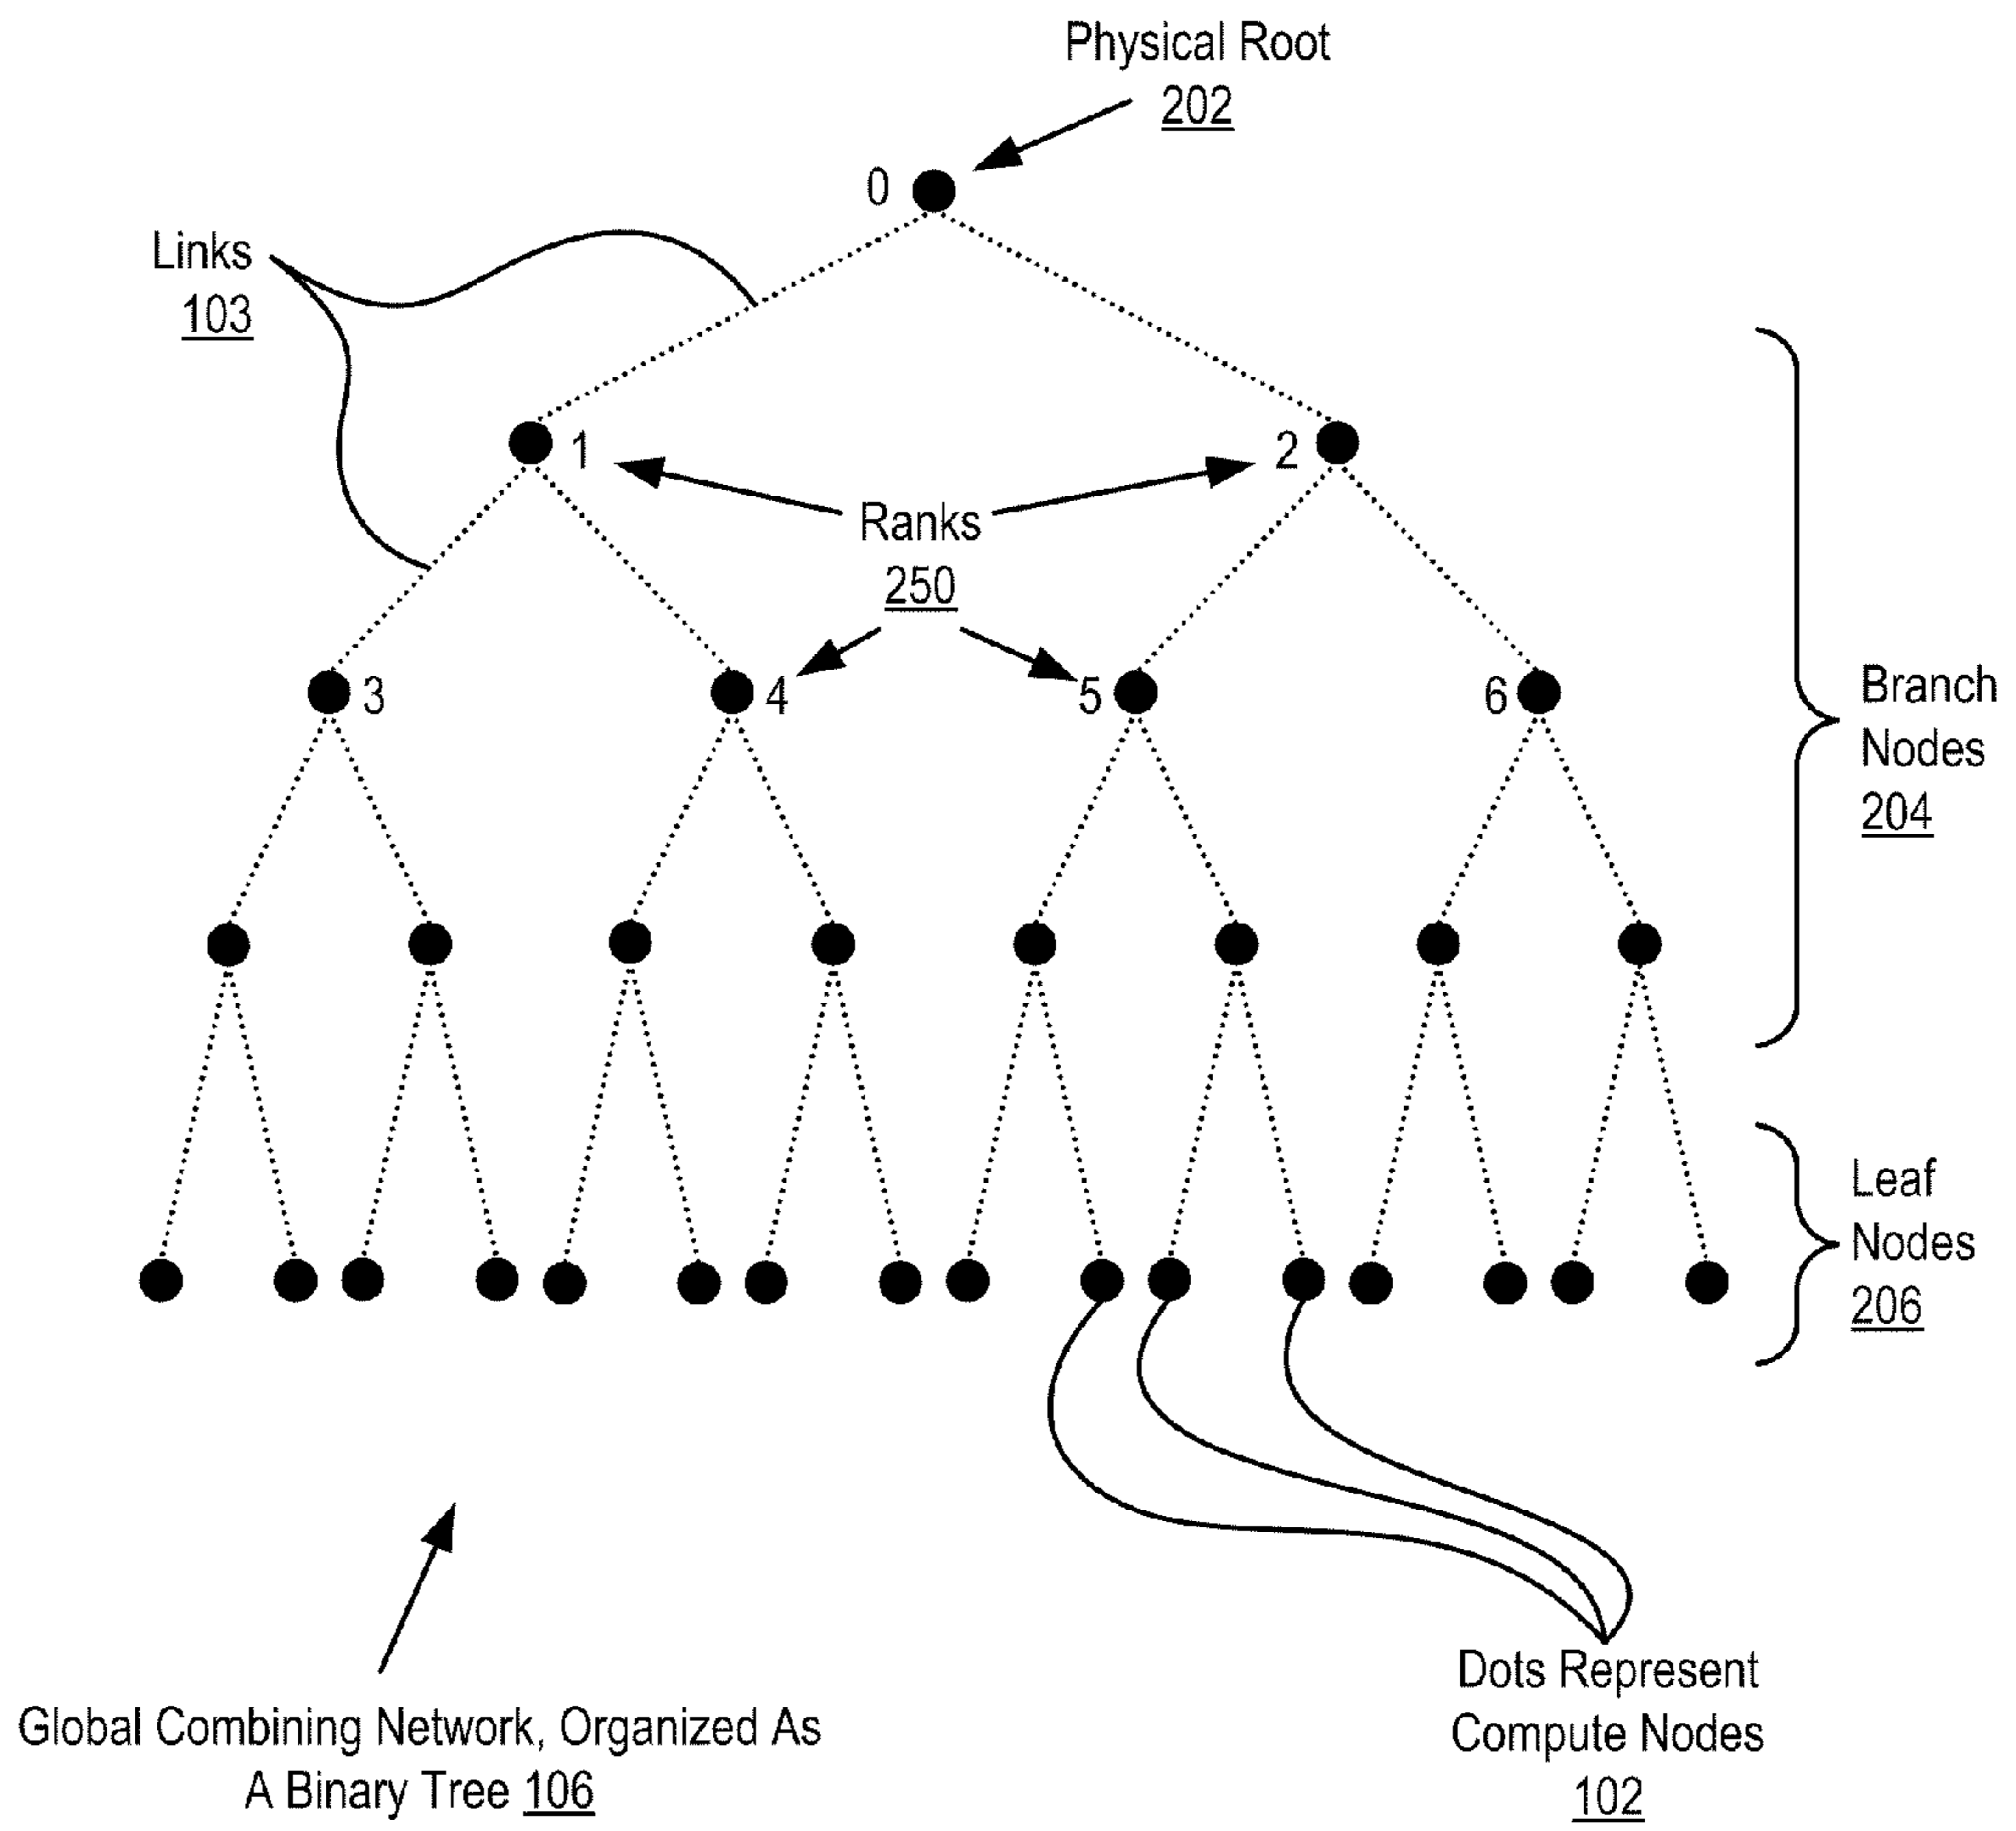 Physical Root
202
0
Links
103
1
2
Ranks
250
3
4
5
6
Branch
Nodes
204
Leaf
Nodes
206
Dots Represent
Compute Nodes
102
Global Combining Network, Organized As
A Binary Tree 106